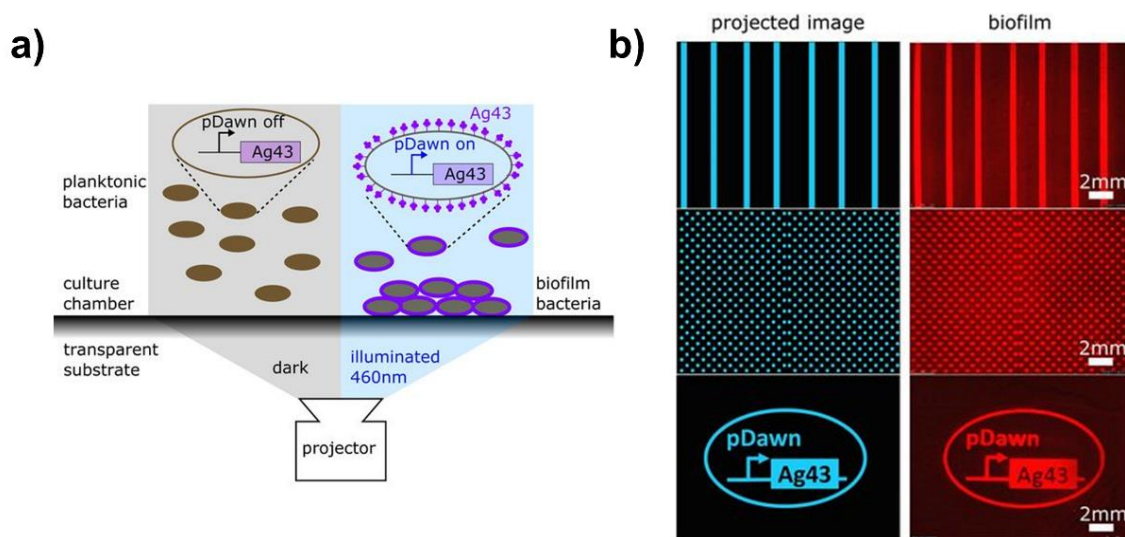 a)
pDawn off
Ag43
Ag43
pDawn on
Ag43
planktonic
bacteria
culture
chamber
biofilm
bacteria
transparent
substrate
dark
illuminated
460nm
projector
b)
projected image
biofilm
2mm
2mm
pDawn
Ag43
pDawn
Ag43
2mm